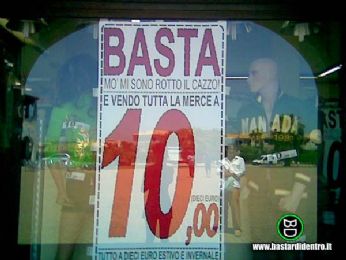 BASTA
MO' MI SONO ROTTO IL CAZZO!
E VENDO TUTTA LA MERCE A
10,00
(DIECI EURO)
TUTTO A DIECI EURO ESTIVO E INVERNALE
www.bastardidentro.it